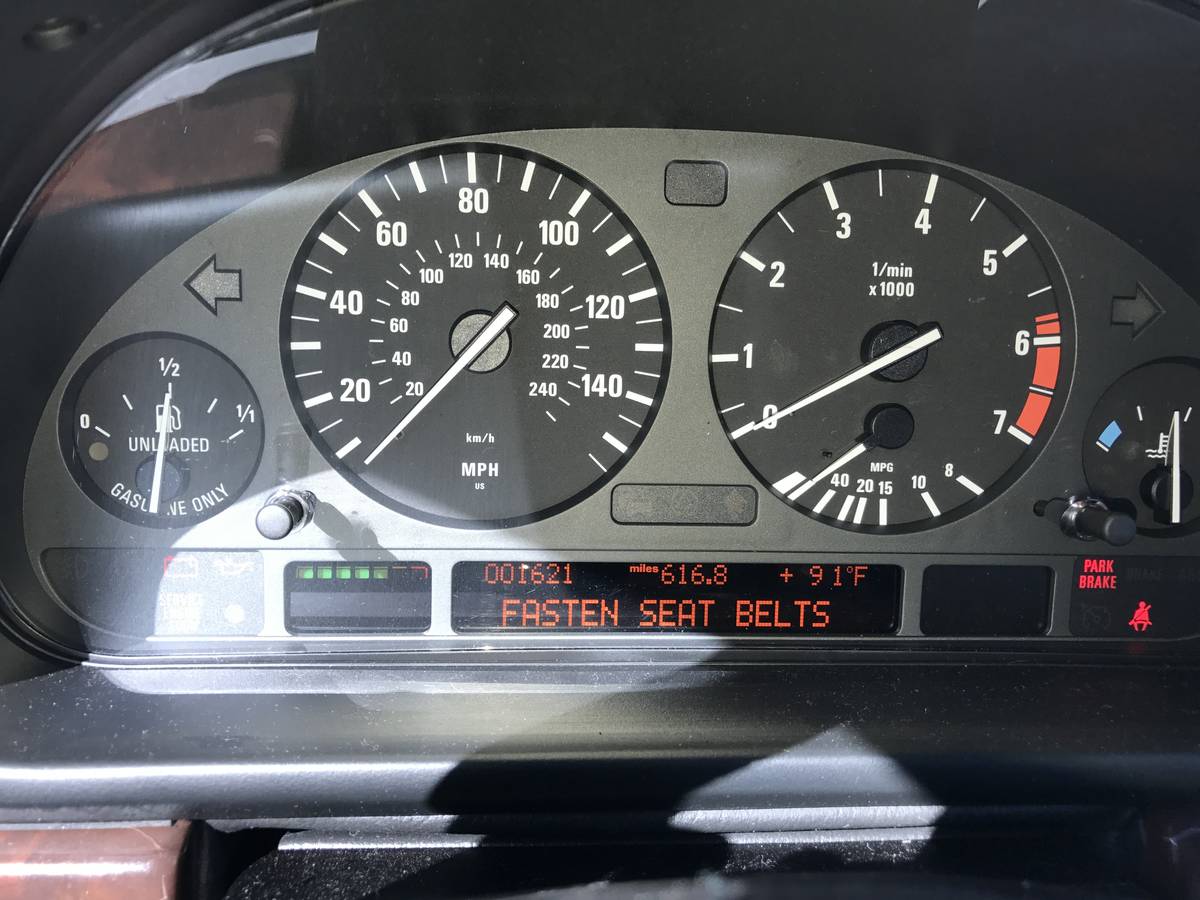 80
60
100
40
120
20
140
120 140
100
160
80
180
60
200
40
220
20
240
km/h
MPH
US
3
4
2
5
1/min
x1000
1
6
0
7
MPG
40 20 15 10 8
1/2
0
1/1
UNLEADED
GASOLINE ONLY
001621 miles 616.8 + 91°F
FASTEN SEAT BELTS
PARK
BRAKE
BRAKE